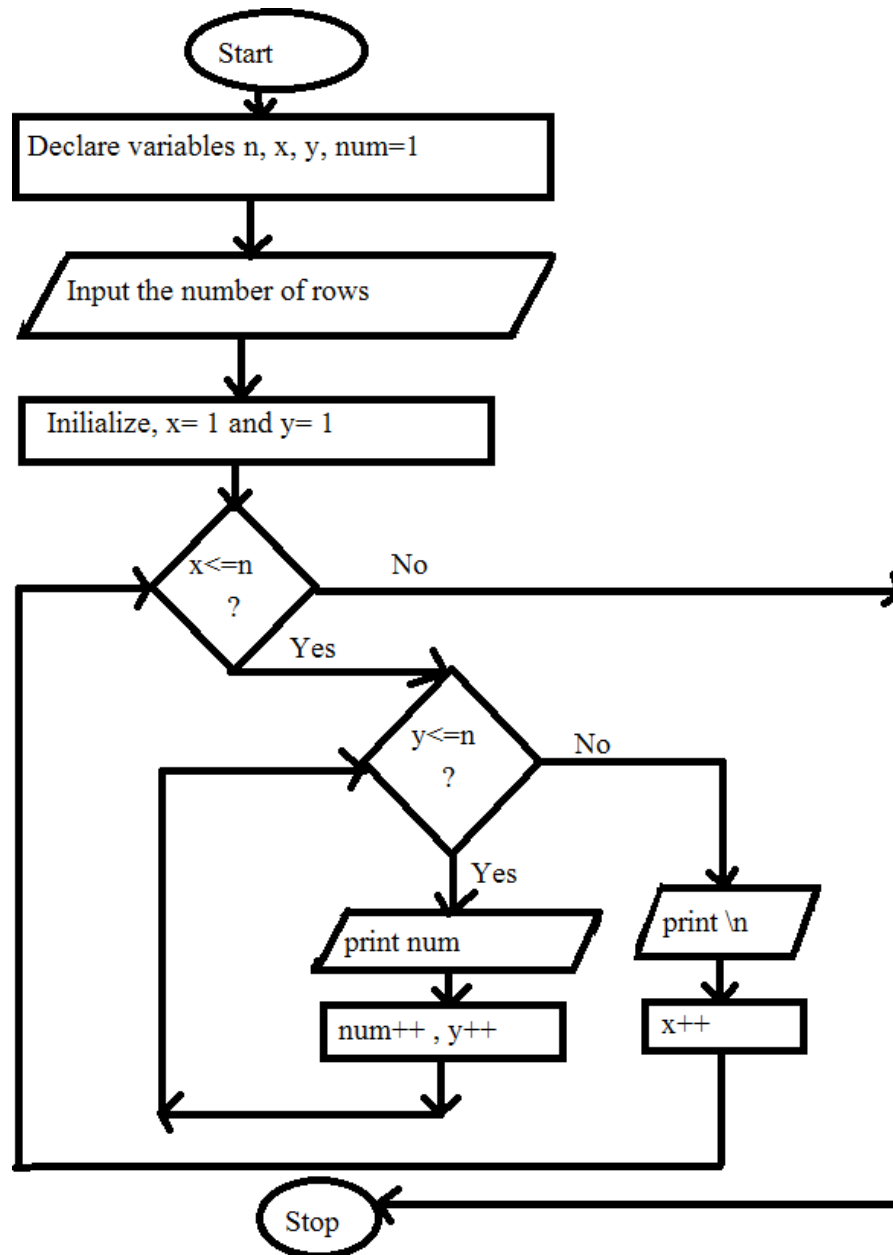 Start
Declare variables n, x, y, num=1
Input the number of rows
Inilialize, x= 1 and y= 1
x<=n
?
No
Yes
y<=n
?
No
Yes
print num
print \n
num++ , y++
x++
Stop